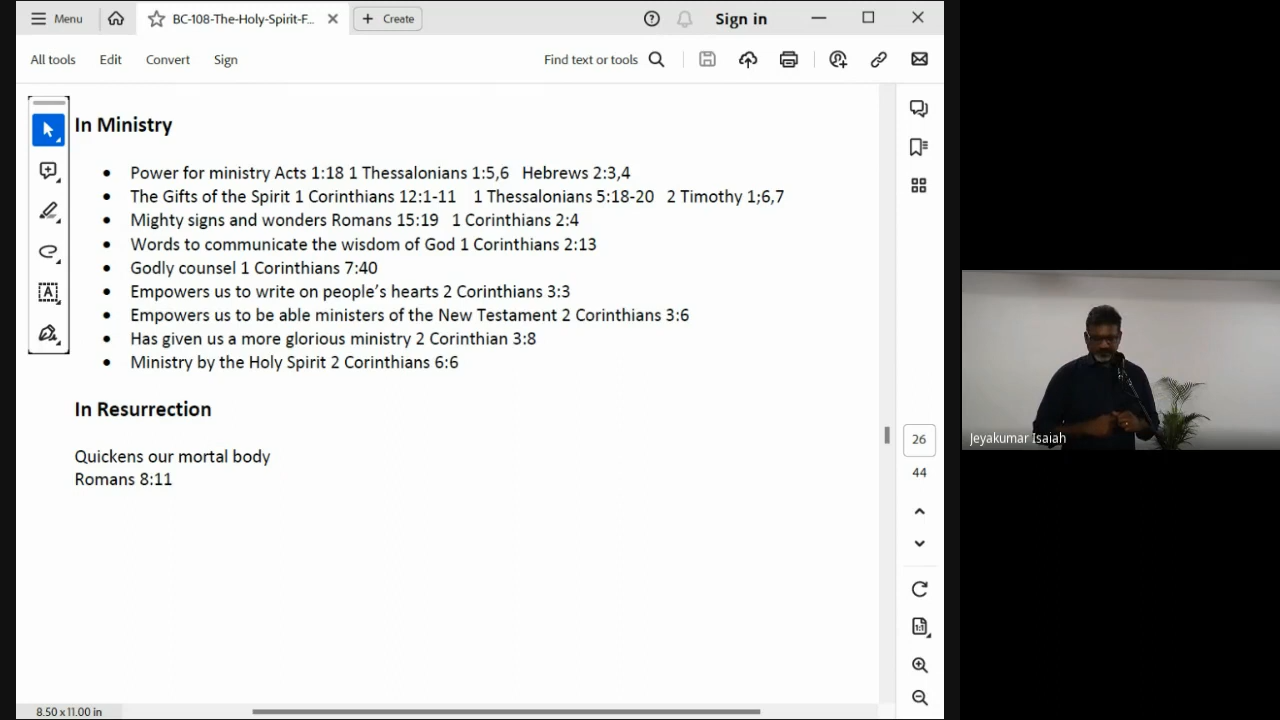 Menu
BC-108-The-Holy-Spirit-F...
Create
Sign in
All tools
Edit
Convert
Sign
Find text or tools
In Ministry
• Power for ministry Acts 1:18 1 Thessalonians 1:5,6 Hebrews 2:3,4
• The Gifts of the Spirit 1 Corinthians 12:1-11 1 Thessalonians 5:18-20 2 Timothy 1;6,7
• Mighty signs and wonders Romans 15:19 1 Corinthians 2:4
• Words to communicate the wisdom of God 1 Corinthians 2:13
• Godly counsel 1 Corinthians 7:40
• Empowers us to write on people's hearts 2 Corinthians 3:3
• Empowers us to be able ministers of the New Testament 2 Corinthians 3:6
• Has given us a more glorious ministry 2 Corinthian 3:8
• Ministry by the Holy Spirit 2 Corinthians 6:6
In Resurrection
Quickens our mortal body
Romans 8:11
26
44
1:1
8.50 x 11.00 in
Jeyakumar Isaiah